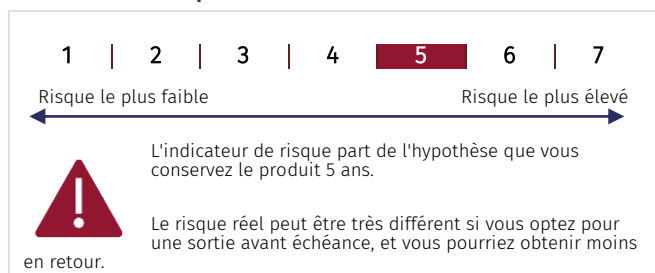 1 | 2 | 3 | 4 5 6 | 7
Risque le plus faible Risque le plus élevé
L'indicateur de risque part de l'hypothèse que vous
conservez le produit 5 ans.
Le risque réel peut être très différent si vous optez pour
une sortie avant échéance, et vous pourriez obtenir moins
en retour.